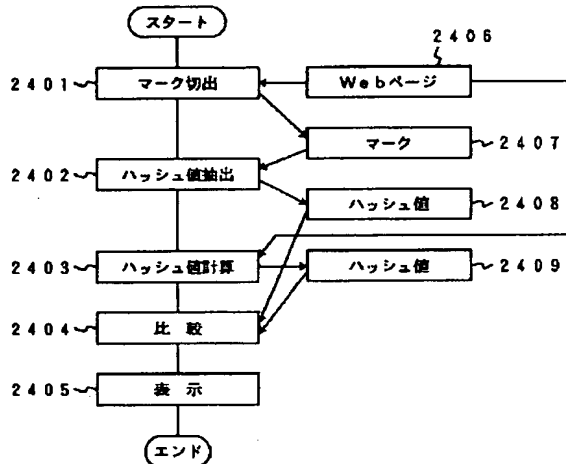 スタート
2406
2401 マーク切出 Webページ
マーク 2407
2402 ハッシュ値抽出
ハッシュ値 2408
2403 ハッシュ値計算 ハッシュ値 2409
2404 比較
2405 表示
エンド